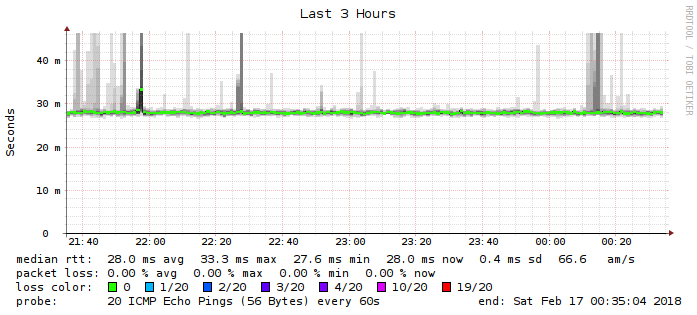 Last 3 Hours
RRDTOOL / TOBI OETIKER
Seconds
40 m
30 m
20 m
10 m
0
21:40 22:00 22:20 22:40 23:00 23:20 23:40 00:00 00:20
median rtt: 28.0 ms avg 33.3 ms max 27.6 ms min 28.0 ms now 0.4 ms sd 66.6 am/s
packet loss: 0.00 % avg 0.00 % max 0.00 % min 0.00 % now
loss color: 0 1/20 2/20 3/20 4/20 10/20 19/20
probe: 20 ICMP Echo Pings (56 Bytes) every 60s end: Sat Feb 17 00:35:04 2018